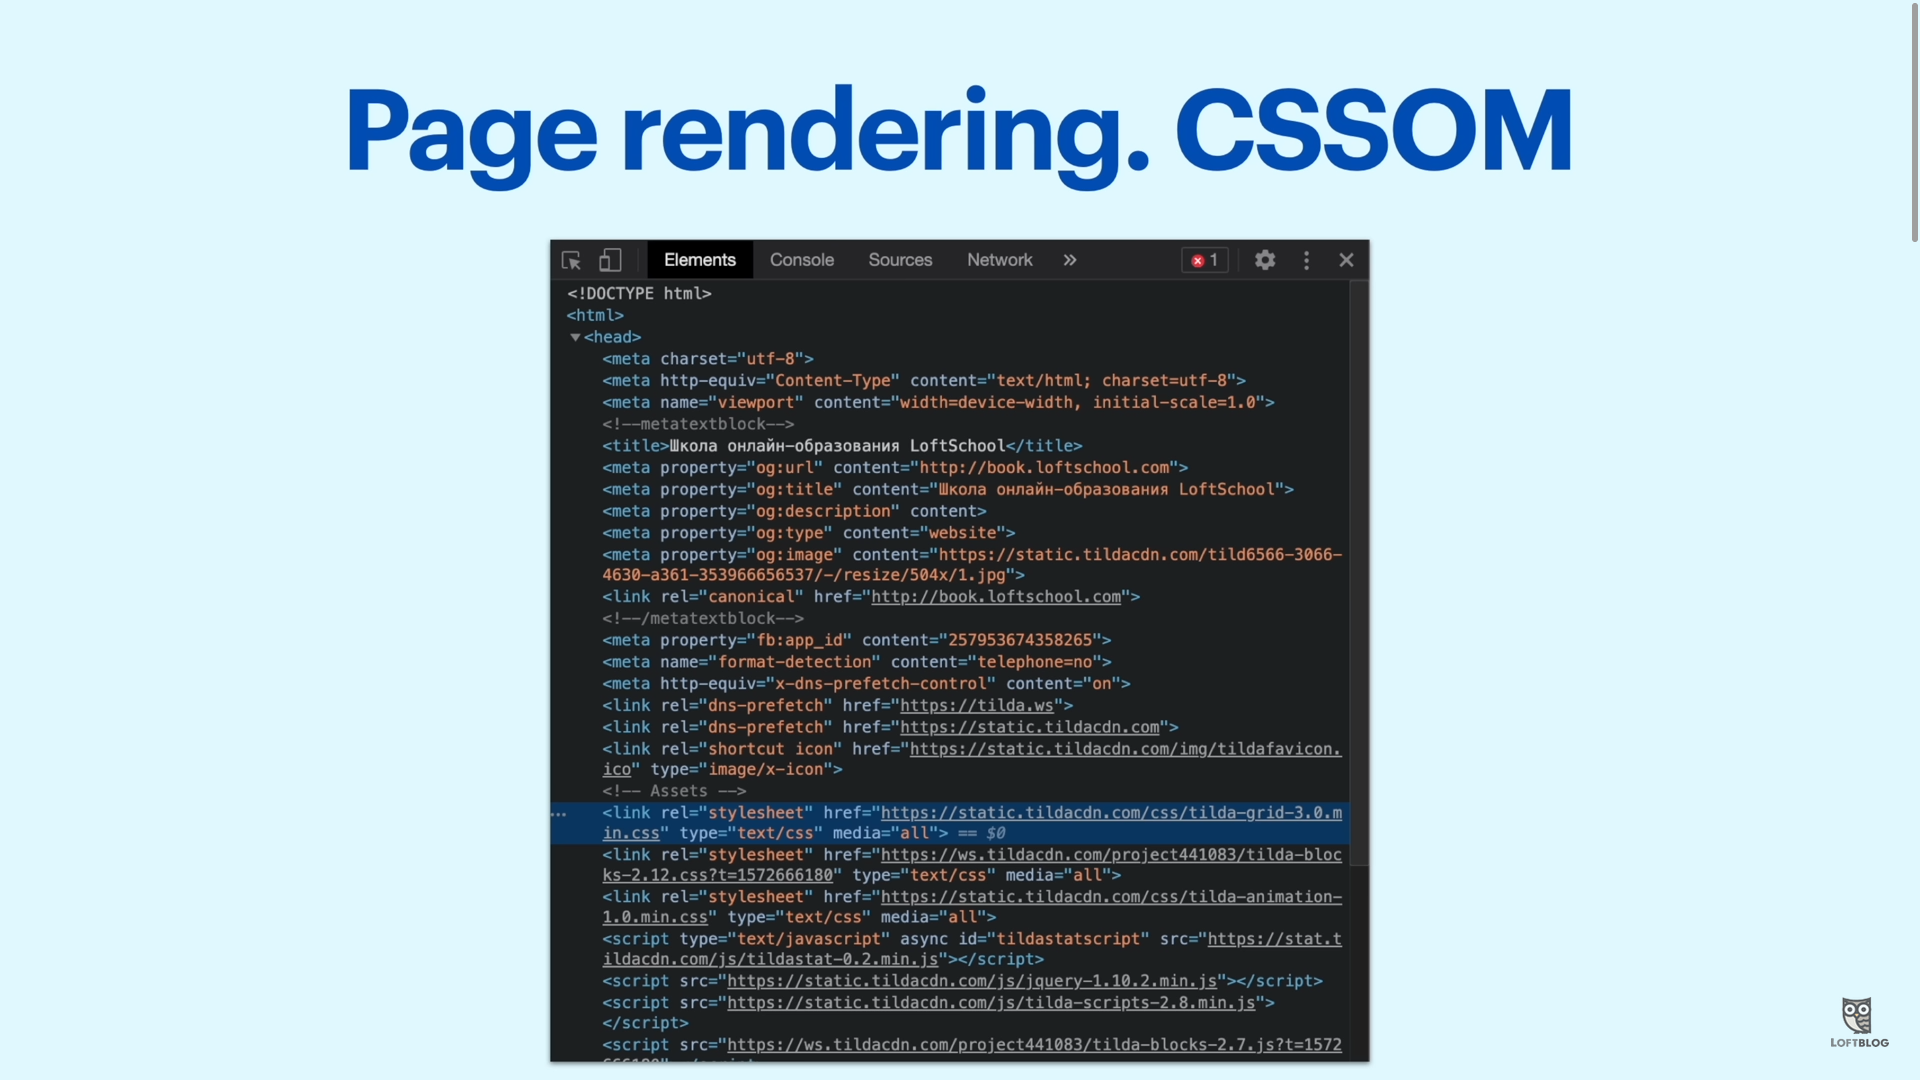 Page rendering. CSSOM
Elements Console Sources Network » 1
<!DOCTYPE html>
<html>
▼<head>
<meta charset="utf-8">
<meta http-equiv="Content-Type" content="text/html; charset=utf-8">
<meta name="viewport" content="width=device-width, initial-scale=1.0">
<!--metatextblock-->
<title>Школа онлайн-образования LoftSchool</title>
<meta property="og:url" content="http://book.loftschool.com">
<meta property="og:title" content="Школа онлайн-образования LoftSchool">
<meta property="og:description" content>
<meta property="og:type" content="website">
<meta property="og:image" content="https://static.tildacdn.com/tild6566-3066-
4630-a361-353966656537/-/resize/504x/1.jpg">
<link rel="canonical" href="http://book.loftschool.com">
<!--/metatextblock-->
<meta property="fb:app_id" content="257953674358265">
<meta name="format-detection" content="telephone=no">
<meta http-equiv="x-dns-prefetch-control" content="on">
<link rel="dns-prefetch" href="https://tilda.ws">
<link rel="dns-prefetch" href="https://static.tildacdn.com">
<link rel="shortcut icon" href="https://static.tildacdn.com/img/tildafavicon.
ico" type="image/x-icon">
<!-- Assets -->
<link rel="stylesheet" href="https://static.tildacdn.com/css/tilda-grid-3.0.m
in.css" type="text/css" media="all"> == $0
<link rel="stylesheet" href="https://ws.tildacdn.com/project441083/tilda-bloc
ks-2.12.css?t=1572666180" type="text/css" media="all">
<link rel="stylesheet" href="https://static.tildacdn.com/css/tilda-animation-
1.0.min.css" type="text/css" media="all">
<script type="text/javascript" async id="tildastatscript" src="https://stat.t
ildacdn.com/js/tildastat-0.2.min.js"></script>
<script src="https://static.tildacdn.com/js/jquery-1.10.2.min.js"></script>
<script src="https://static.tildacdn.com/js/tilda-scripts-2.8.min.js">
</script>
<script src="https://ws.tildacdn.com/project441083/tilda-blocks-2.7.js?t=1572
LOFTBLOG